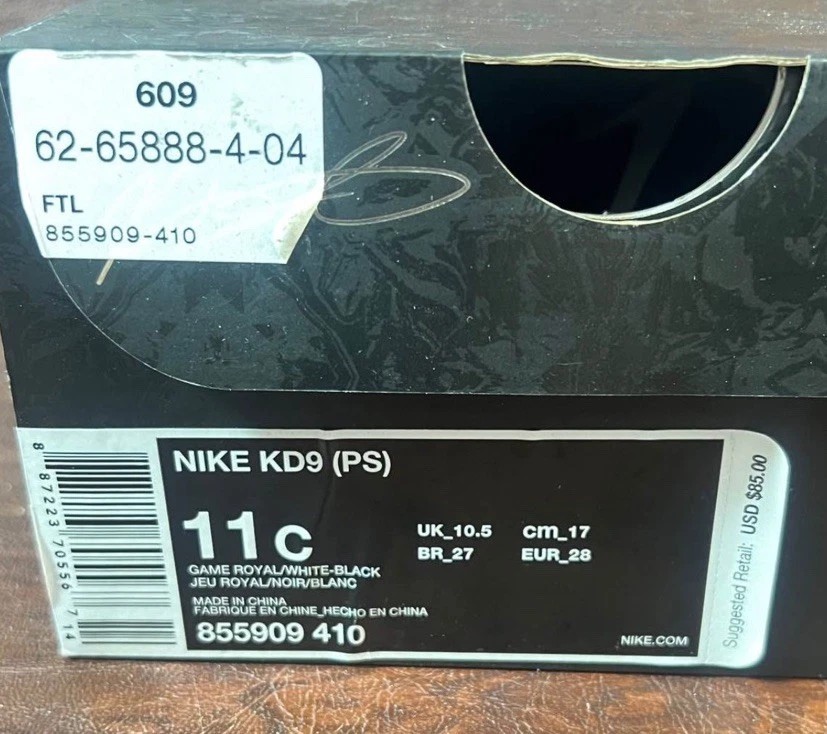 609
62-65888-4-04
FTL
855909-410
NIKE KD9 (PS)
11C
UK_10.5 cm_17
BR_27 EUR_28
GAME ROYAL/WHITE-BLACK
JEU ROYAL/NOIR/BLANC
MADE IN CHINA
FABRIQUÉ EN CHINE_HECHO EN CHINA
855909 410
NIKE.COM
Suggested Retail: USD $85.00
8 87223 70556 7 14